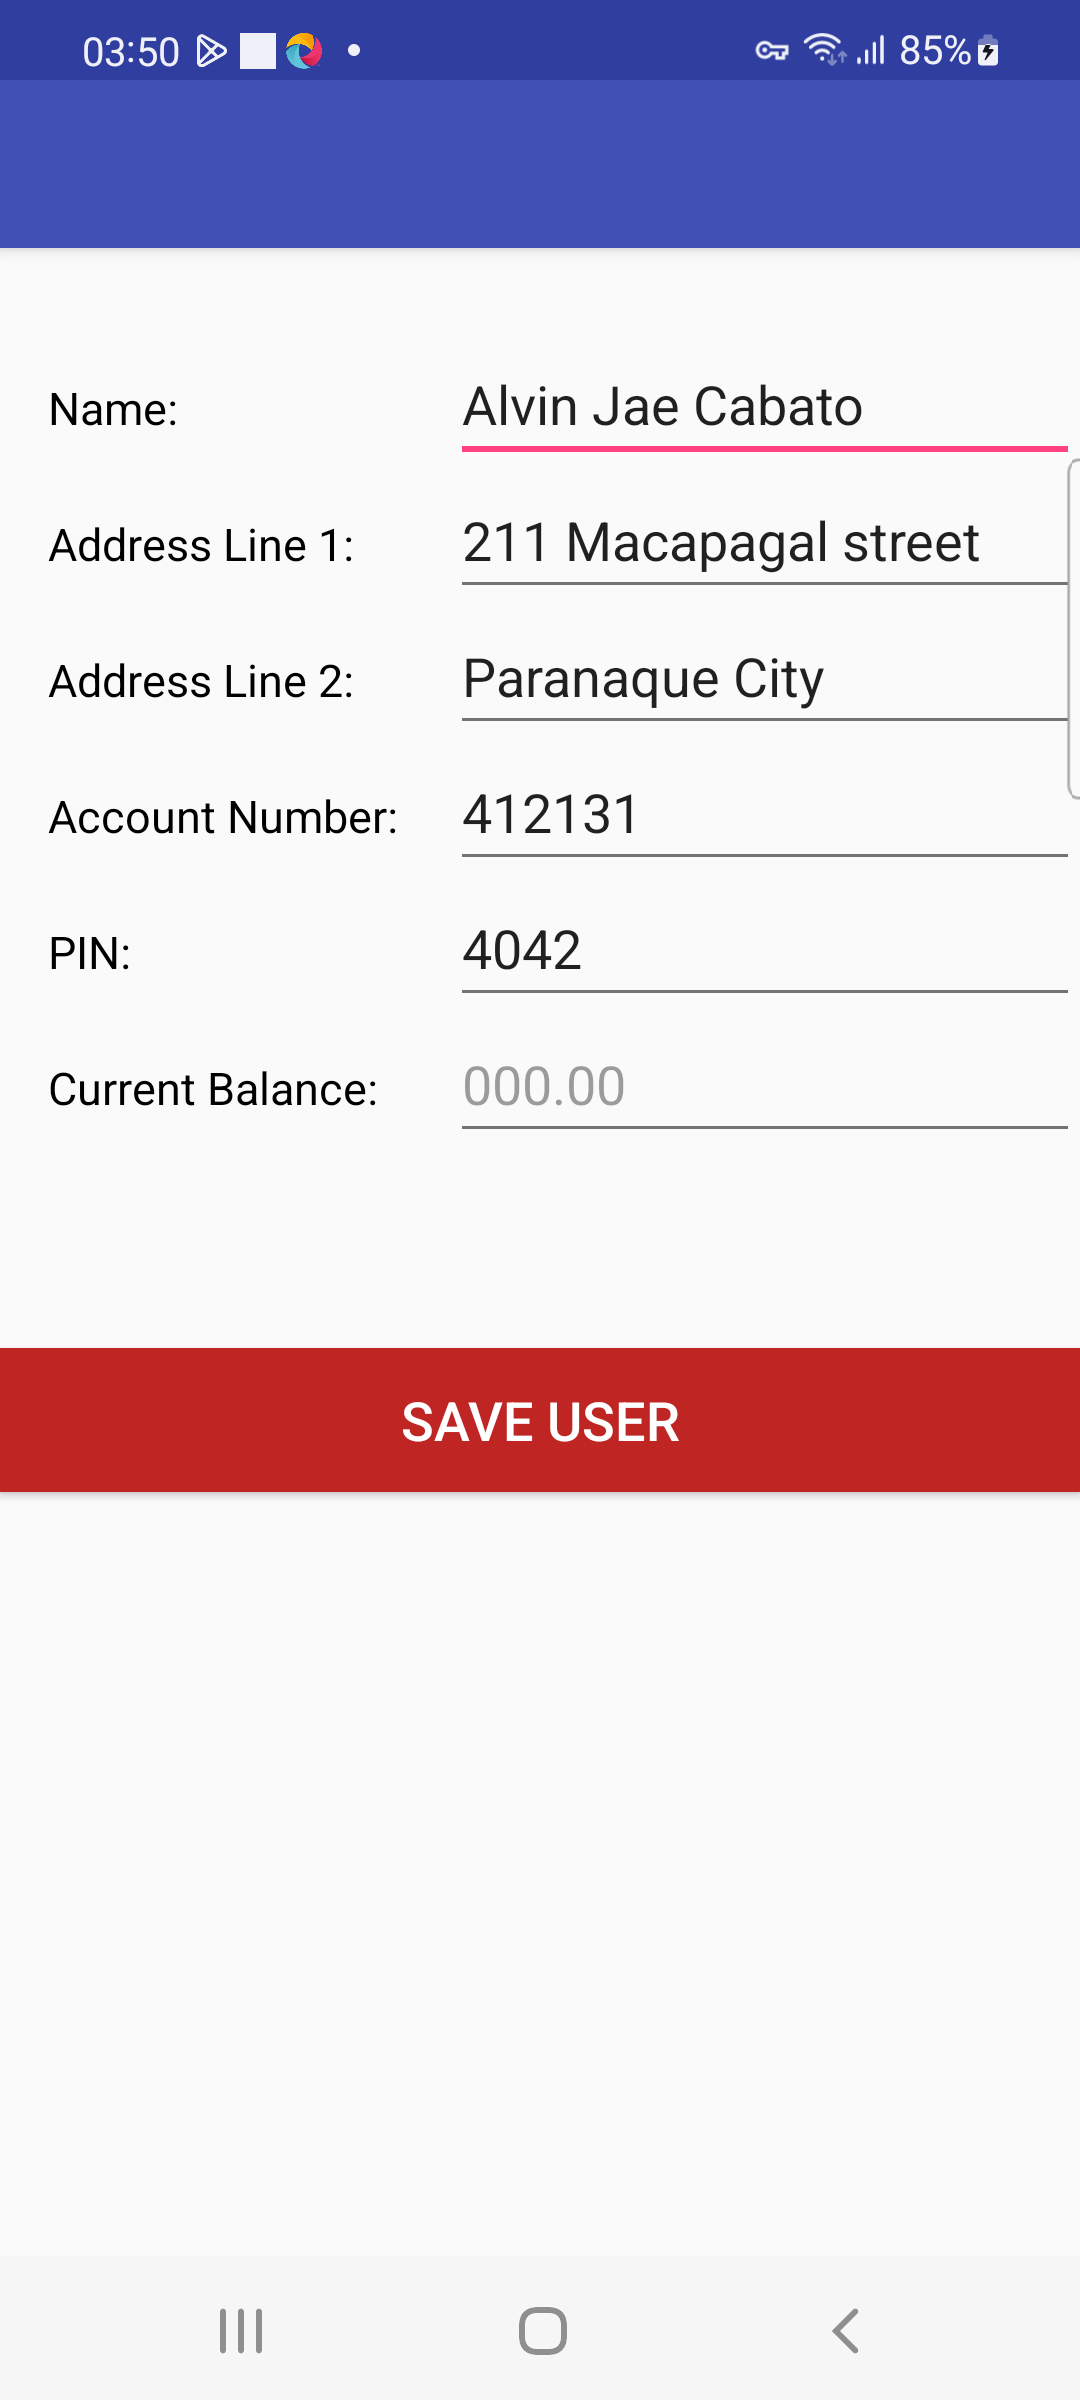 03:50 85%
Name: Alvin Jae Cabato
Address Line 1: 211 Macapagal street
Address Line 2: Paranaque City
Account Number: 412131
PIN: 4042
Current Balance: 000.00
SAVE USER